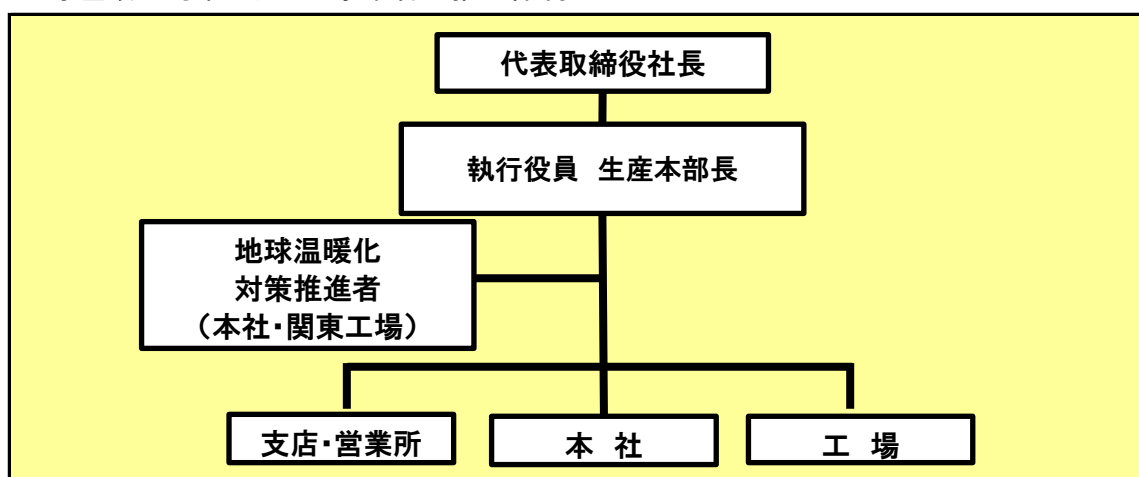 代表取締役社長
執行役員 生産本部長
地球温暖化
対策推進者
(本社・関東工場)
支店・営業所
本 社
工 場